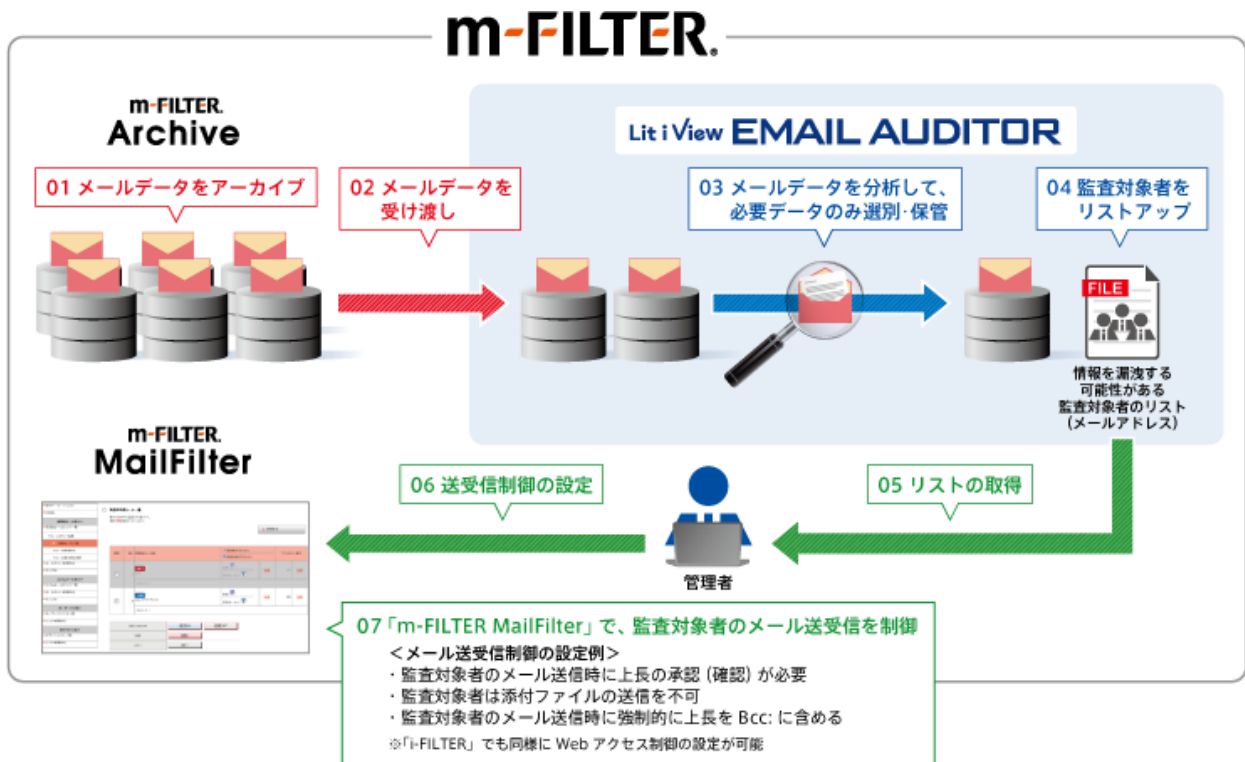 m-FILTER®
m-FILTER®
Archive
Lit i View EMAIL AUDITOR
01 メールデータをアーカイブ
02 メールデータを
受け渡し
03 メールデータを分析して、
必要データのみ選別・保管
04 監査対象者を
リストアップ
FILE
情報を漏洩する
可能性がある
監査対象者のリスト
(メールアドレス)
m-FILTER®
MailFilter
06 送受信制御の設定
05 リストの取得
管理者
07「m-FILTER MailFilter」で、監査対象者のメール送受信を制御
＜メール送受信制御の設定例＞
・監査対象者のメール送信時に上長の承認(確認)が必要
・監査対象者は添付ファイルの送信を不可
・監査対象者のメール送信時に強制的に上長を Bcc: に含める
※「i-FILTER」でも同様に Web アクセス制御の設定が可能